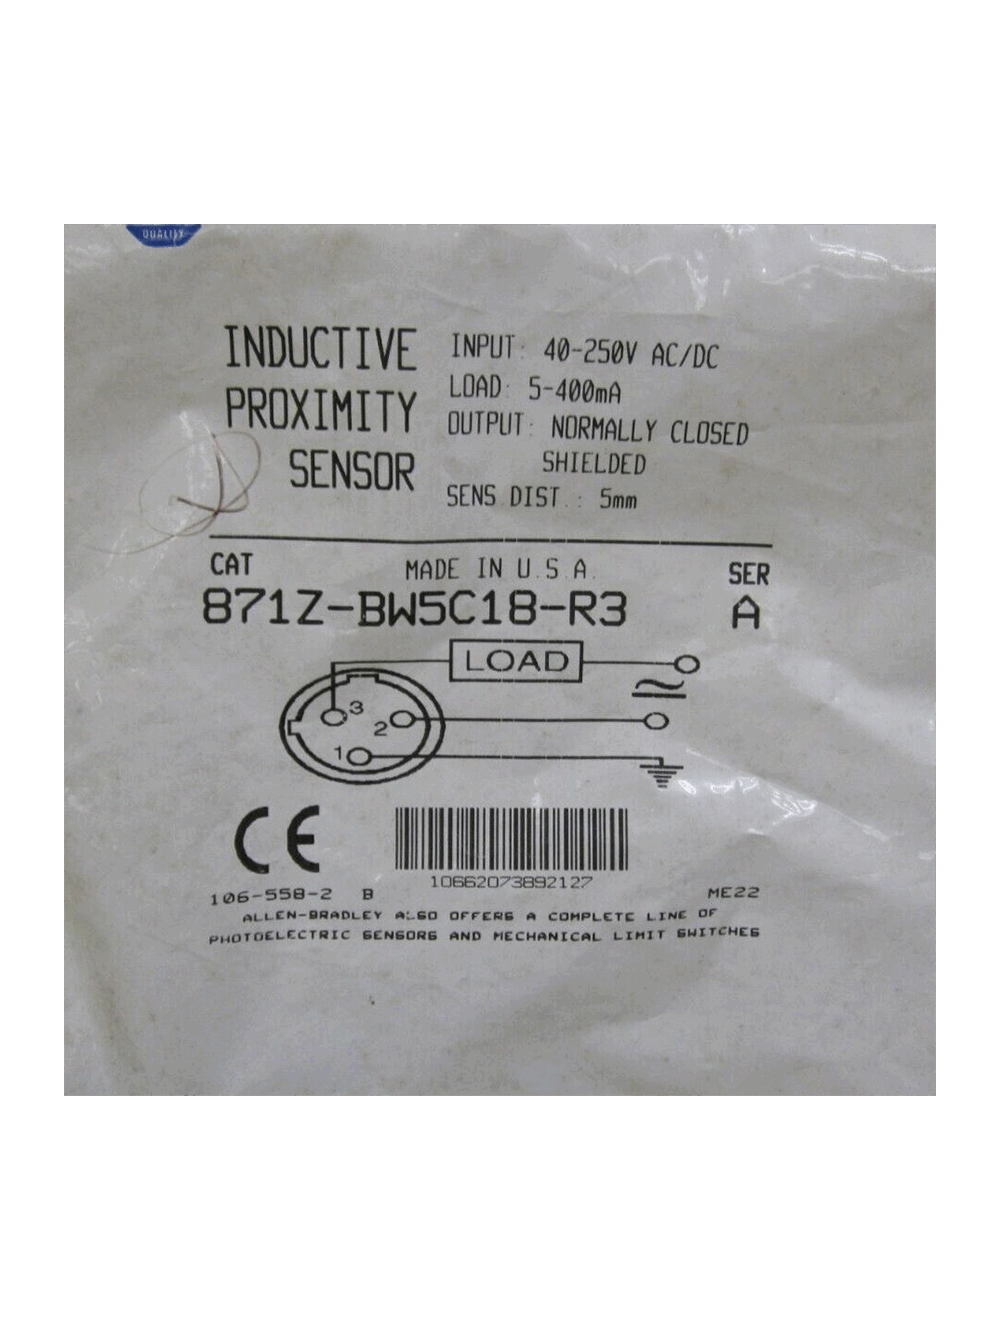 QUALITY
INDUCTIVE
PROXIMITY
SENSOR
INPUT: 40-250V AC/DC
LOAD: 5-400mA
OUTPUT: NORMALLY CLOSED
SHIELDED
SENS DIST.: 5mm
CAT
MADE IN U.S.A.
SER
871Z-BW5C18-R3
A
LOAD
3
2
1
CE
10662073892127
106-558-2 B
ME22
ALLEN-BRADLEY ALSO OFFERS A COMPLETE LINE OF
PHOTOELECTRIC SENSORS AND MECHANICAL LIMIT SWITCHES